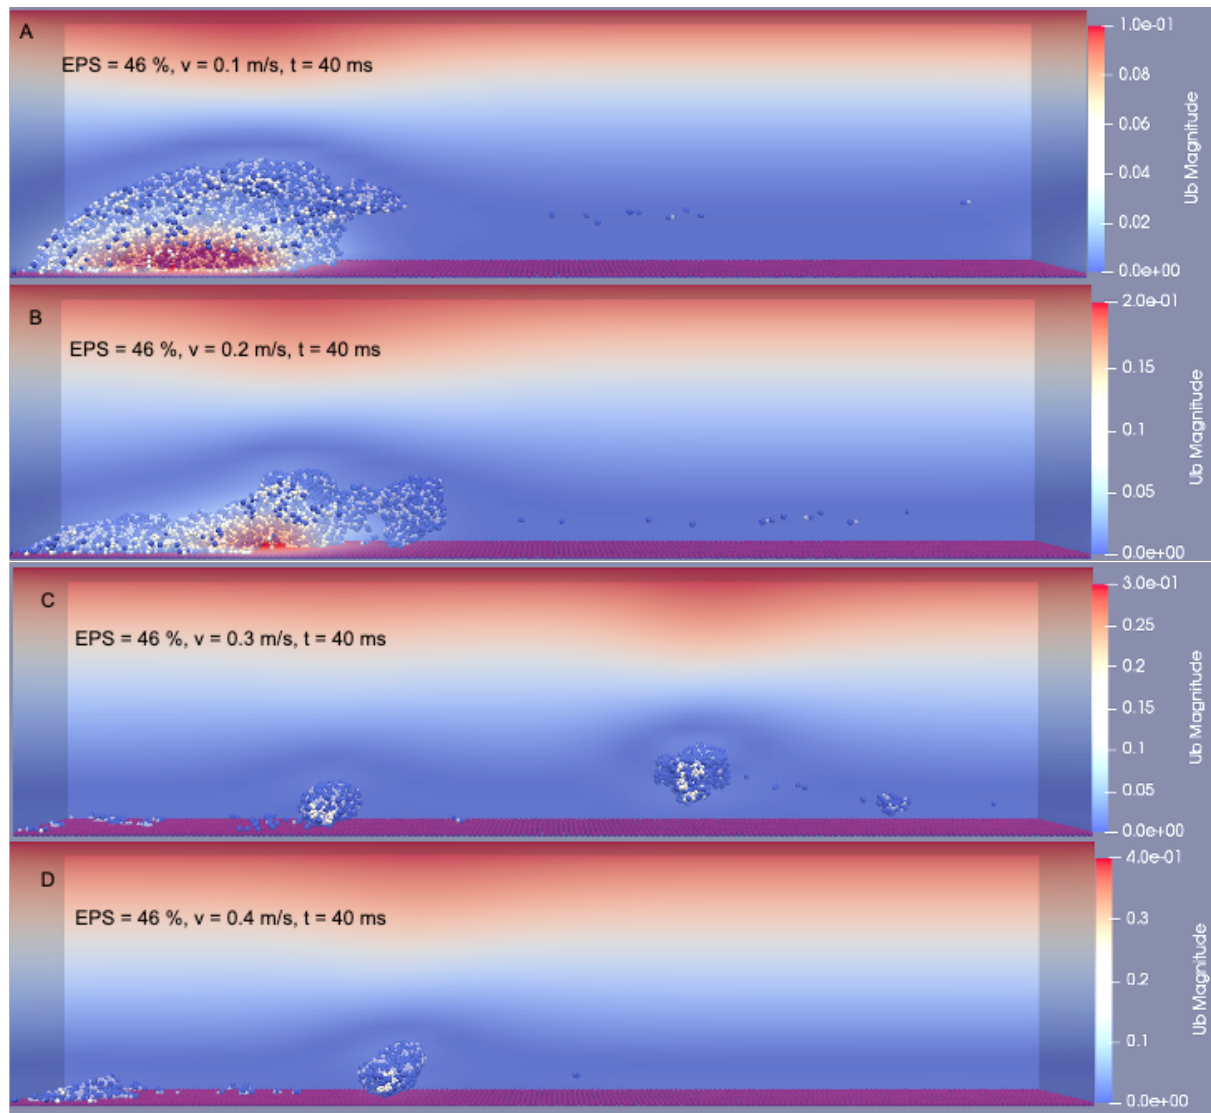 A
EPS = 46 %, v = 0.1 m/s, t = 40 ms
1.0e-01
0.08
0.06
0.04
0.02
0.0e+00
Ub Magnitude
B
EPS = 46 %, v = 0.2 m/s, t = 40 ms
2.0e-01
0.15
0.1
0.05
0.0e+00
Ub Magnitude
C
EPS = 46 %, v = 0.3 m/s, t = 40 ms
3.0e-01
0.25
0.2
0.15
0.1
0.05
0.0e+00
Ub Magnitude
D
EPS = 46 %, v = 0.4 m/s, t = 40 ms
4.0e-01
0.3
0.2
0.1
0.0e+00
Ub Magnitude